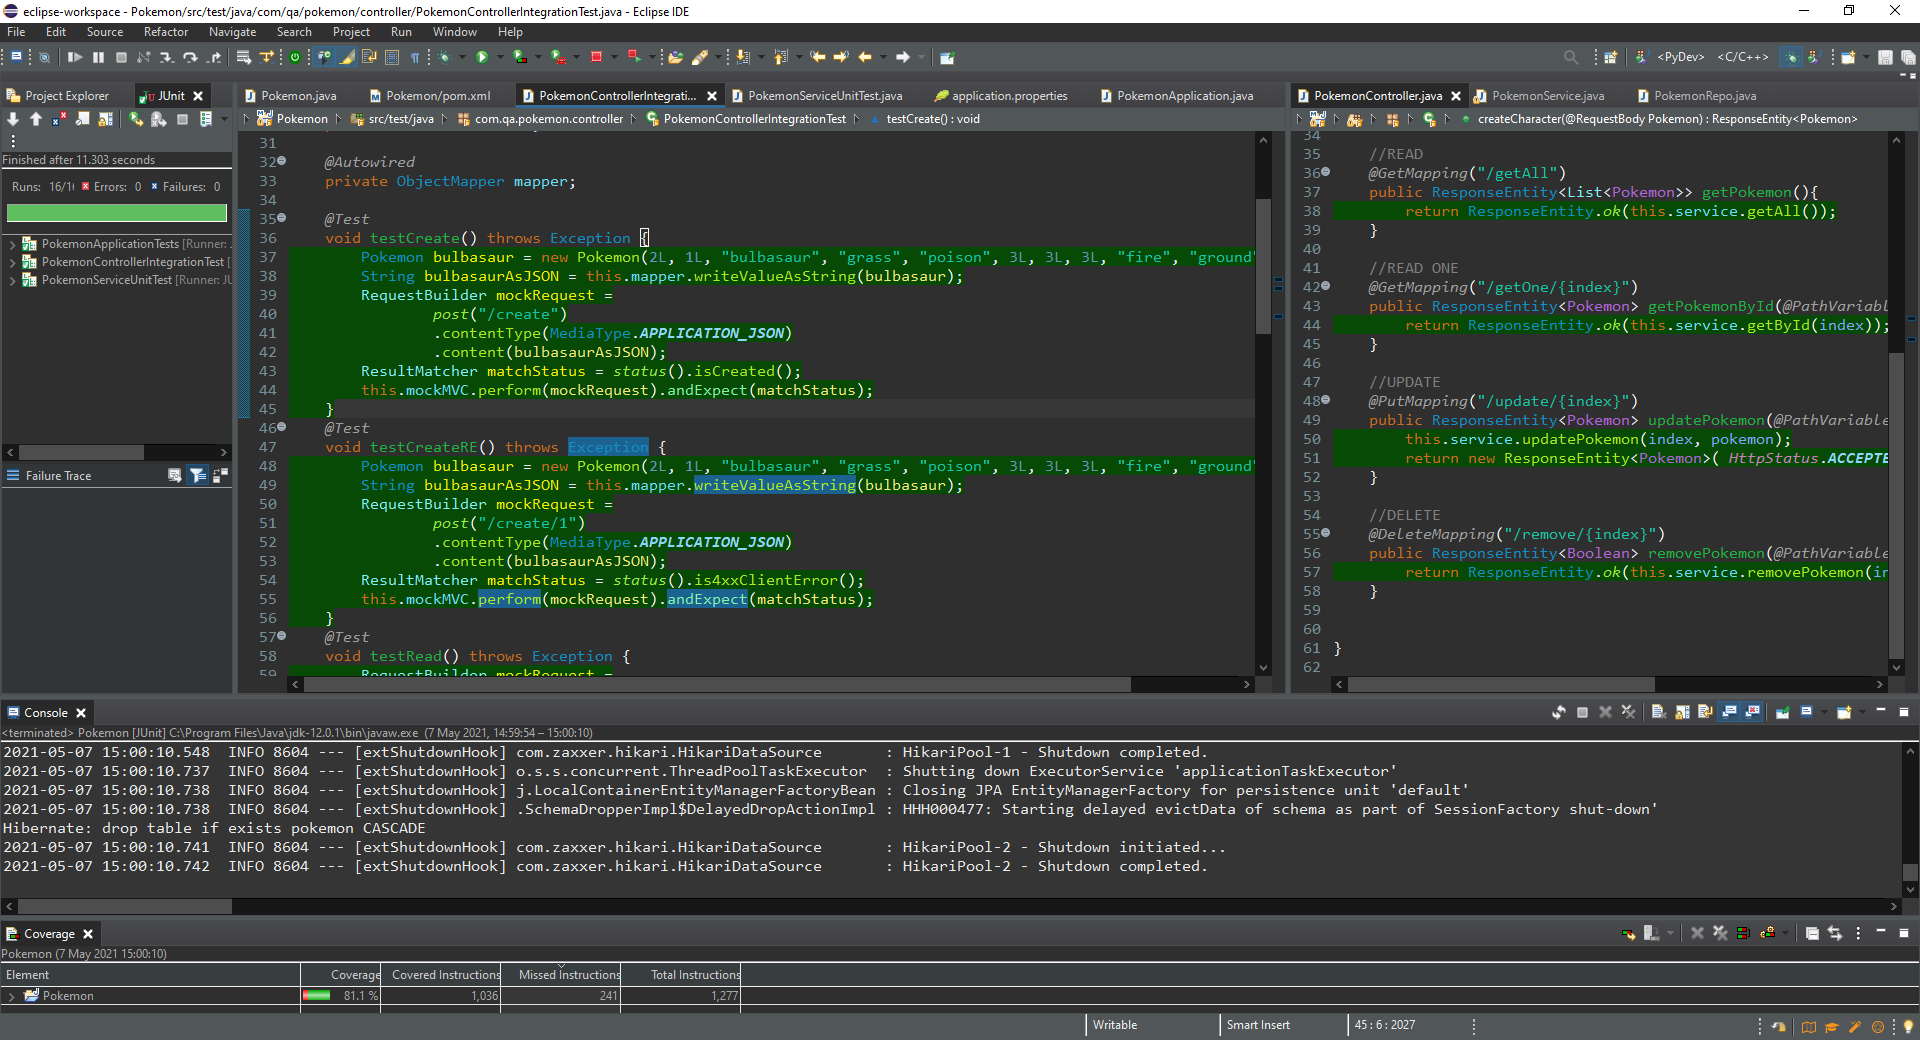 eclipse-workspace - Pokemon/src/test/java/com/qa/pokemon/controller/PokemonControllerIntegrationTest.java - Eclipse IDE
File Edit Source Refactor Navigate Search Project Run Window Help
<PyDev> <C/C++>
Project Explorer JUnit
Finished after 11.303 seconds
Runs: 16/1 Errors: 0 Failures: 0
PokemonApplicationTests [Runner: .
PokemonControllerIntegrationTest [
PokemonServiceUnitTest [Runner: JU
Failure Trace
Pokemon.java Pokemon/pom.xml PokemonControllerIntegrati... PokemonServiceUnitTest.java application.properties PokemonApplication.java
Pokemon src/test/java com.qa.pokemon.controller PokemonControllerIntegrationTest testCreate() : void
31
32 @Autowired
33 private ObjectMapper mapper;
34
35 @Test
36 void testCreate() throws Exception {
37 Pokemon bulbasaur = new Pokemon(2L, 1L, "bulbasaur", "grass", "poison", 3L, 3L, 3L, "fire", "ground"
38 String bulbasaurAsJSON = this.mapper.writeValueAsString(bulbasaur);
39 RequestBuilder mockRequest =
40 post("/create")
41 .contentType(MediaType.APPLICATION_JSON)
42 .content(bulbasaurAsJSON);
43 ResultMatcher matchStatus = status().isCreated();
44 this.mockMVC.perform(mockRequest).andExpect(matchStatus);
45 }
46 @Test
47 void testCreateRE() throws Exception {
48 Pokemon bulbasaur = new Pokemon(2L, 1L, "bulbasaur", "grass", "poison", 3L, 3L, 3L, "fire", "ground"
49 String bulbasaurAsJSON = this.mapper.writeValueAsString(bulbasaur);
50 RequestBuilder mockRequest =
51 post("/create/1")
52 .contentType(MediaType.APPLICATION_JSON)
53 .content(bulbasaurAsJSON);
54 ResultMatcher matchStatus = status().is4xxClientError();
55 this.mockMVC.perform(mockRequest).andExpect(matchStatus);
56 }
57 @Test
58 void testRead() throws Exception {
59 RequestBuilder mockRequest =
PokemonController.java PokemonService.java PokemonRepo.java
createCharacter(@RequestBody Pokemon) : ResponseEntity<Pokemon>
34
35 //READ
36 @GetMapping("/getAll")
37 public ResponseEntity<List<Pokemon>> getPokemon(){
38 return ResponseEntity.ok(this.service.getAll());
39 }
40
41 //READ ONE
42 @GetMapping("/getOne/{index}")
43 public ResponseEntity<Pokemon> getPokemonById(@PathVariabl
44 return ResponseEntity.ok(this.service.getById(index));
45 }
46
47 //UPDATE
48 @PutMapping("/update/{index}")
49 public ResponseEntity<Pokemon> updatePokemon(@PathVariable
50 this.service.updatePokemon(index, pokemon);
51 return new ResponseEntity<Pokemon>( HttpStatus.ACCEPTE
52 }
53
54 //DELETE
55 @DeleteMapping("/remove/{index}")
56 public ResponseEntity<Boolean> removePokemon(@PathVariable
57 return ResponseEntity.ok(this.service.removePokemon(in
58 }
59
60
61 }
62
Console
<terminated> Pokemon [JUnit] C:\Program Files\Java\jdk-12.0.1\bin\javaw.exe (7 May 2021, 14:59:54 – 15:00:10)
2021-05-07 15:00:10.548 INFO 8604 --- [extShutdownHook] com.zaxxer.hikari.HikariDataSource : HikariPool-1 - Shutdown completed.
2021-05-07 15:00:10.737 INFO 8604 --- [extShutdownHook] o.s.s.concurrent.ThreadPoolTaskExecutor : Shutting down ExecutorService 'applicationTaskExecutor'
2021-05-07 15:00:10.738 INFO 8604 --- [extShutdownHook] j.LocalContainerEntityManagerFactoryBean : Closing JPA EntityManagerFactory for persistence unit 'default'
2021-05-07 15:00:10.738 INFO 8604 --- [extShutdownHook] .SchemaDropperImpl$DelayedDropActionImpl : HHH000477: Starting delayed evictData of schema as part of SessionFactory shut-down'
Hibernate: drop table if exists pokemon CASCADE
2021-05-07 15:00:10.741 INFO 8604 --- [extShutdownHook] com.zaxxer.hikari.HikariDataSource : HikariPool-2 - Shutdown initiated...
2021-05-07 15:00:10.742 INFO 8604 --- [extShutdownHook] com.zaxxer.hikari.HikariDataSource : HikariPool-2 - Shutdown completed.
Coverage
Pokemon (7 May 2021 15:00:10)
Element Coverage Covered Instructions Missed Instructions Total Instructions
Pokemon 81.1 % 1,036 241 1,277
Writable Smart Insert 45 : 6 : 2027